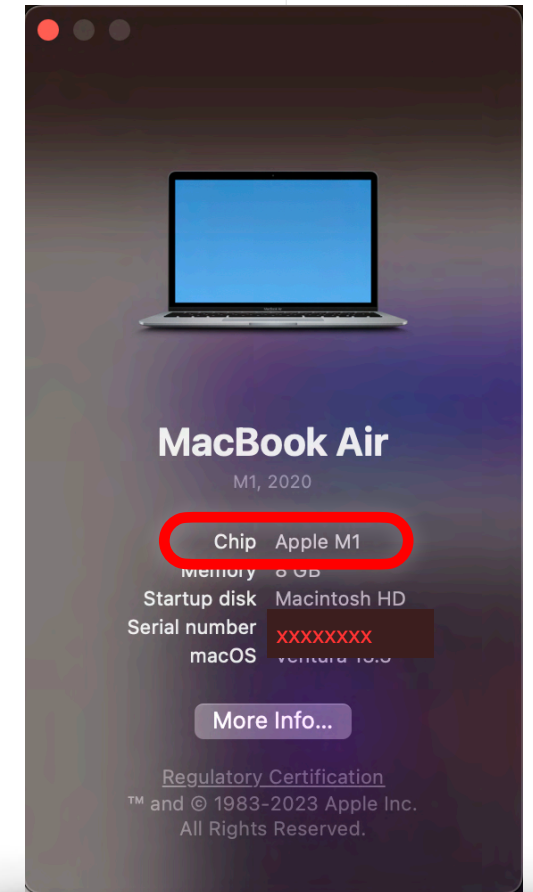 MacBook Air
M1, 2020
Chip Apple M1
Memory 8 GB
Startup disk Macintosh HD
Serial number xxxxxxxx
macOS Ventura
More Info...
Regulatory Certification
™ and © 1983-2023 Apple Inc.
All Rights Reserved.